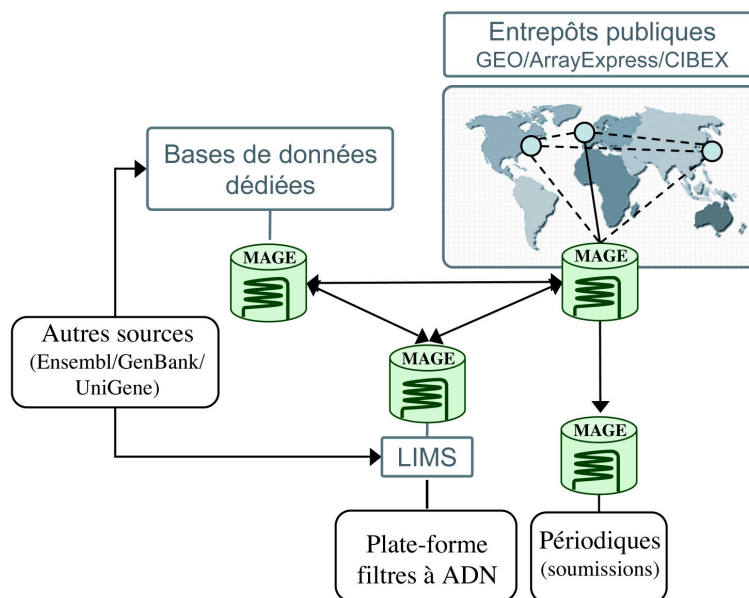 Entrepôts publiques
GEO/ArrayExpress/CIBEX
Bases de données
dédiées
MAGE
MAGE
Autres sources
(Ensembl/GenBank/
UniGene)
MAGE
MAGE
LIMS
Plate-forme
filtres à ADN
Périodiques
(soumissions)